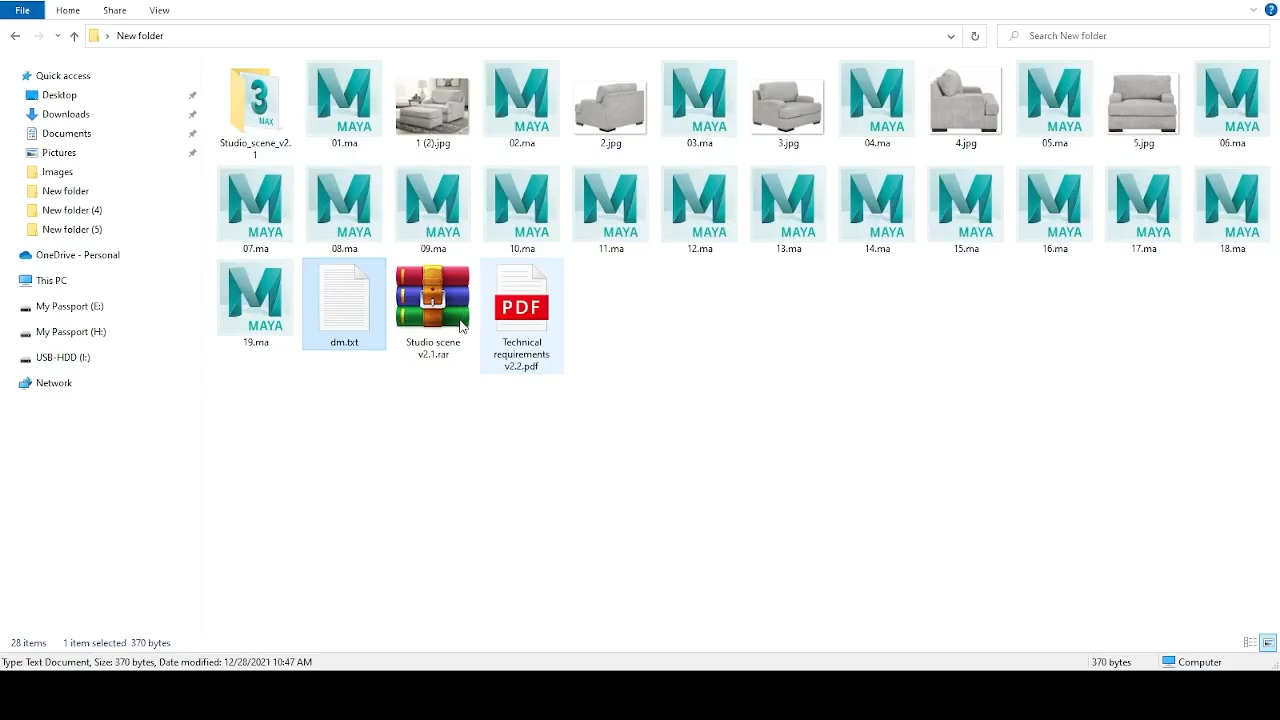 File Home Share View
New folder
Search New folder
Quick access
Desktop
Downloads
Documents
Pictures
Images
New folder
New folder (4)
New folder (5)
OneDrive - Personal
This PC
My Passport (E:)
My Passport (H:)
USB-HDD (I:)
Network
3 MAX MAYA MAYA MAYA MAYA MAYA MAYA
Studio_scene_v2. 01.ma 1 (2).jpg 02.ma 2.jpg 03.ma 3.jpg 04.ma 4.jpg 05.ma 5.jpg 06.ma
1
MAYA MAYA MAYA MAYA MAYA MAYA MAYA MAYA MAYA MAYA MAYA MAYA
07.ma 08.ma 09.ma 10.ma 11.ma 12.ma 13.ma 14.ma 15.ma 16.ma 17.ma 18.ma
MAYA PDF
19.ma dm.txt Studio scene Technical
v2.1.rar requirements
v2.2.pdf
28 items 1 item selected 370 bytes
Type: Text Document, Size: 370 bytes, Date modified: 12/28/2021 10:47 AM 370 bytes Computer